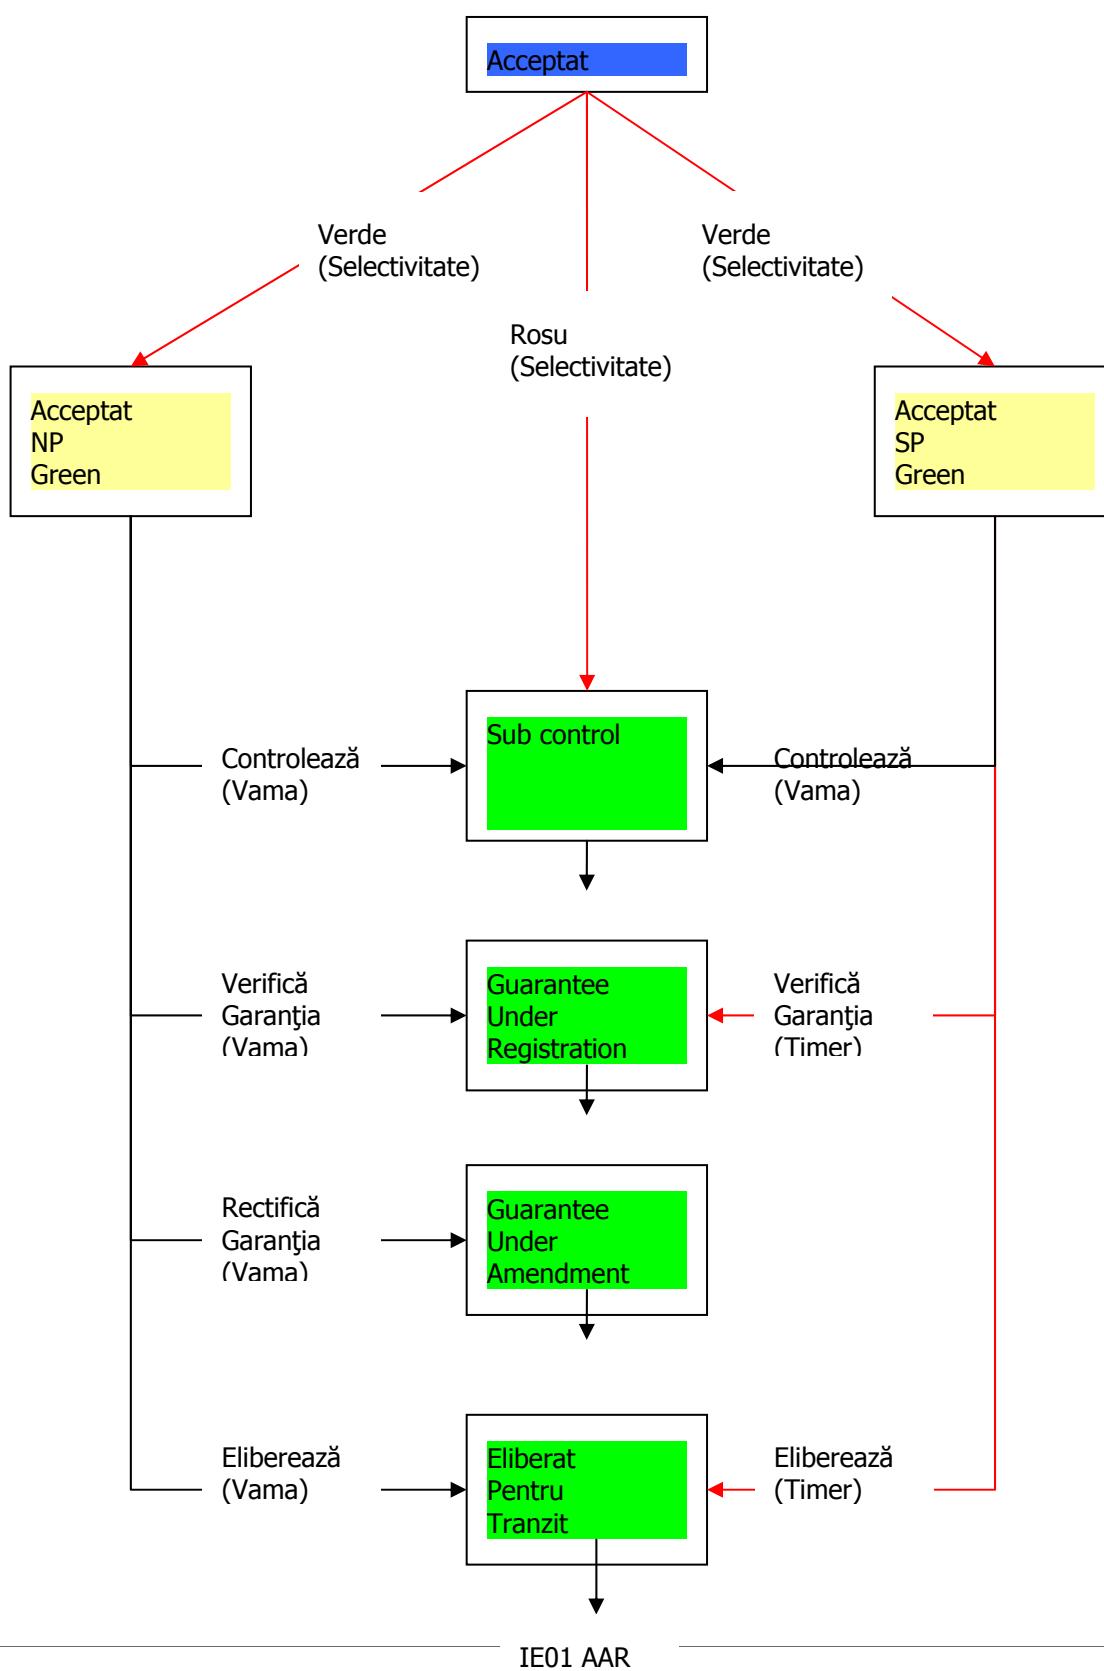 Acceptat
Verde
(Selectivitate)
Verde
(Selectivitate)
Rosu
(Selectivitate)
Acceptat
NP
Green
Acceptat
SP
Green
Sub control
Controlează
(Vama)
Controlează
(Vama)
Verifică
Garanţia
(Vama)
Guarantee
Under
Registration
Verifică
Garanţia
(Timer)
Rectifică
Garanţia
(Vama)
Guarantee
Under
Amendment
Eliberează
(Vama)
Eliberat
Pentru
Tranzit
Eliberează
(Timer)
IE01 AAR